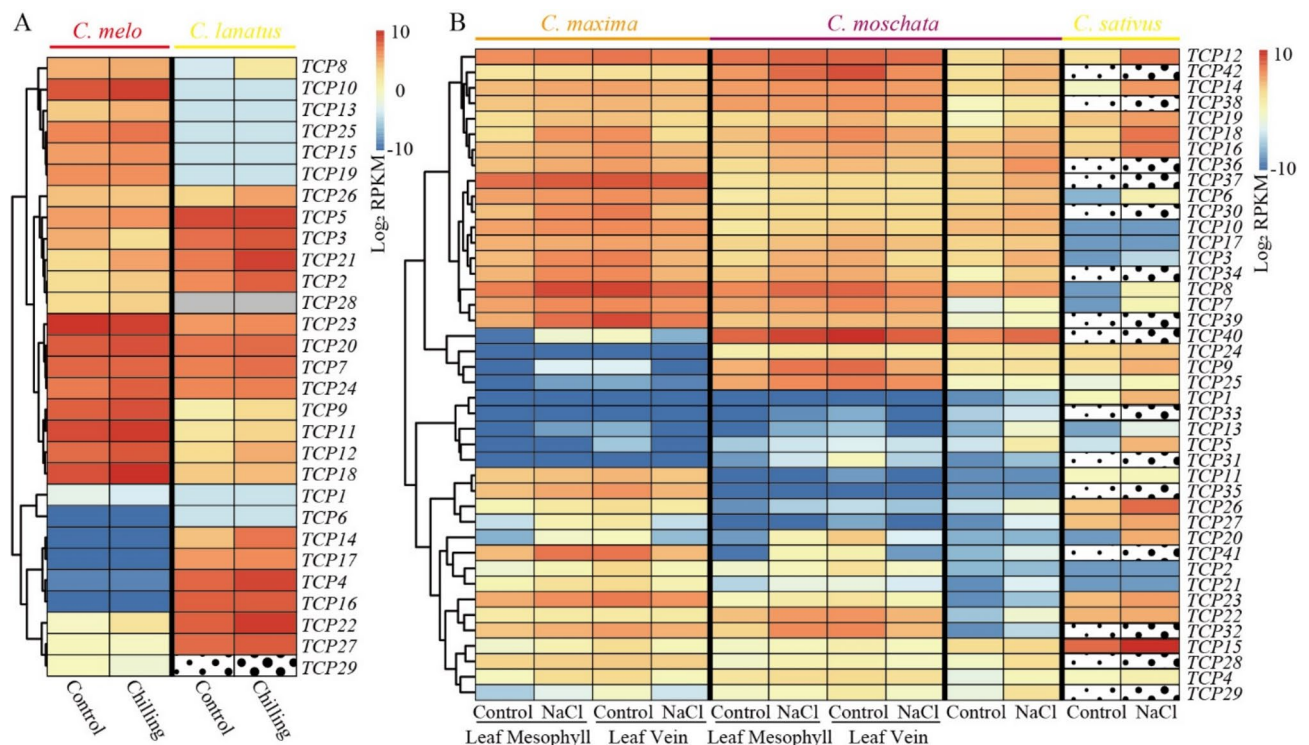 A
C. melo
C. lanatus
10
0
-10
Log₂ RPKM
TCP8
TCP10
TCP13
TCP25
TCP15
TCP19
TCP26
TCP5
TCP3
TCP21
TCP2
TCP28
TCP23
TCP20
TCP7
TCP24
TCP9
TCP11
TCP12
TCP18
TCP1
TCP6
TCP14
TCP17
TCP4
TCP16
TCP22
TCP27
TCP29
Control
Chilling
Control
Chilling
B
C. maxima
C. moschata
C. sativus
10
0
-10
Log₂ RPKM
TCP12
TCP42
TCP14
TCP38
TCP19
TCP18
TCP16
TCP36
TCP37
TCP6
TCP30
TCP10
TCP17
TCP3
TCP34
TCP8
TCP7
TCP39
TCP40
TCP24
TCP9
TCP25
TCP1
TCP33
TCP13
TCP5
TCP31
TCP11
TCP35
TCP26
TCP27
TCP20
TCP41
TCP2
TCP21
TCP23
TCP22
TCP32
TCP15
TCP28
TCP4
TCP29
Control NaCl Control NaCl Control NaCl Control NaCl Control NaCl Control NaCl
Leaf Mesophyll Leaf Vein Leaf Mesophyll Leaf Vein